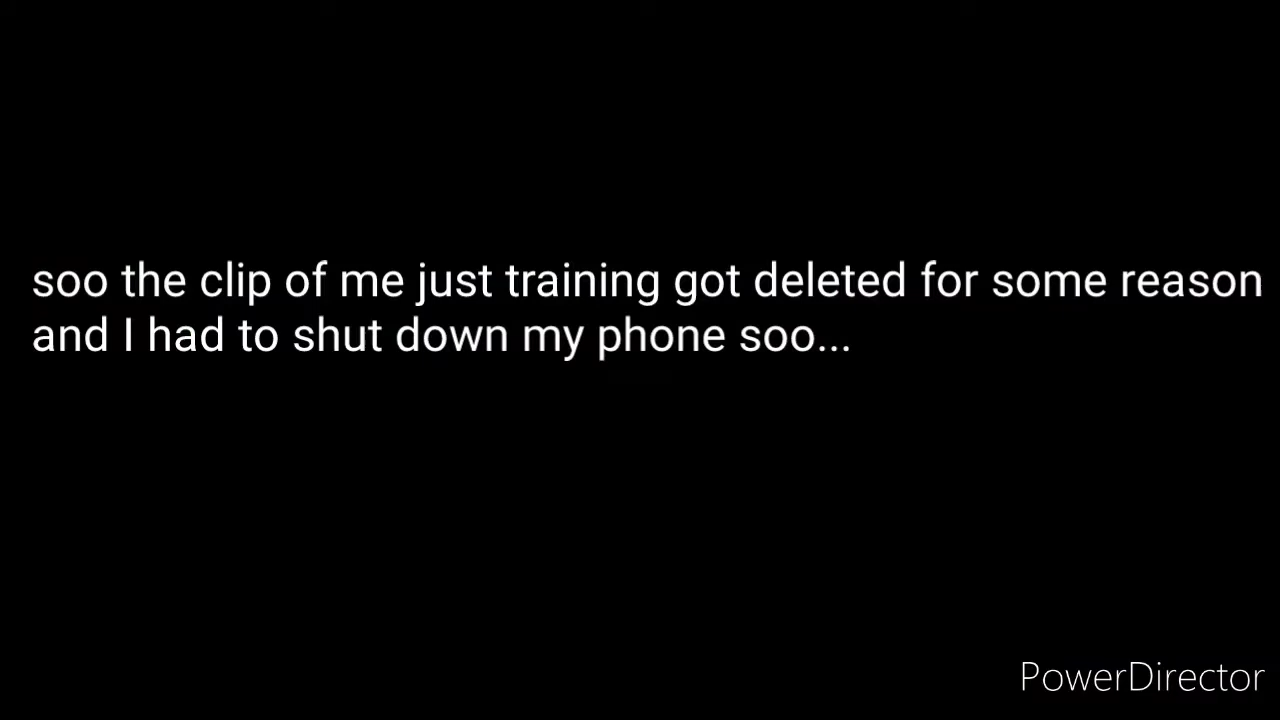 soo the clip of me just training got deleted for some reason
and I had to shut down my phone soo...
PowerDirector